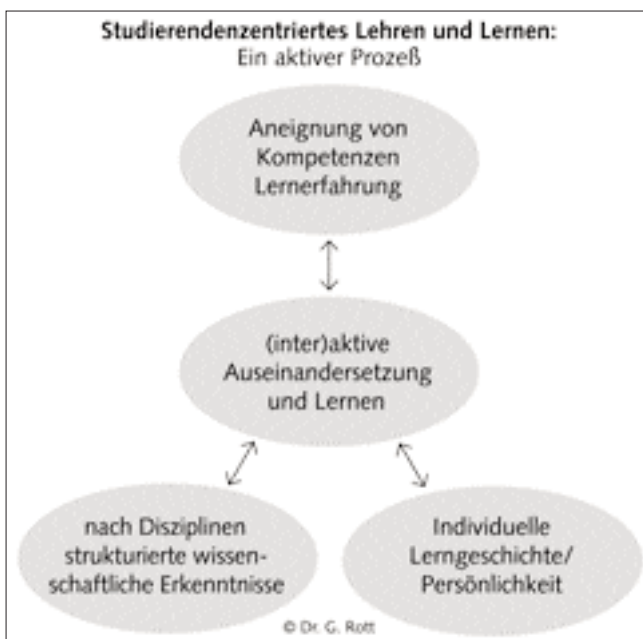 Studierendenzentriertes Lehren und Lernen:
Ein aktiver Prozeß
Aneignung von
Kompetenzen
Lernerfahrung
(inter)aktive
Auseinandersetzung
und Lernen
nach Disziplinen
strukturierte wissen-
schaftliche Erkenntnisse
Individuelle
Lerngeschichte/
Persönlichkeit
© Dr. G. Rott